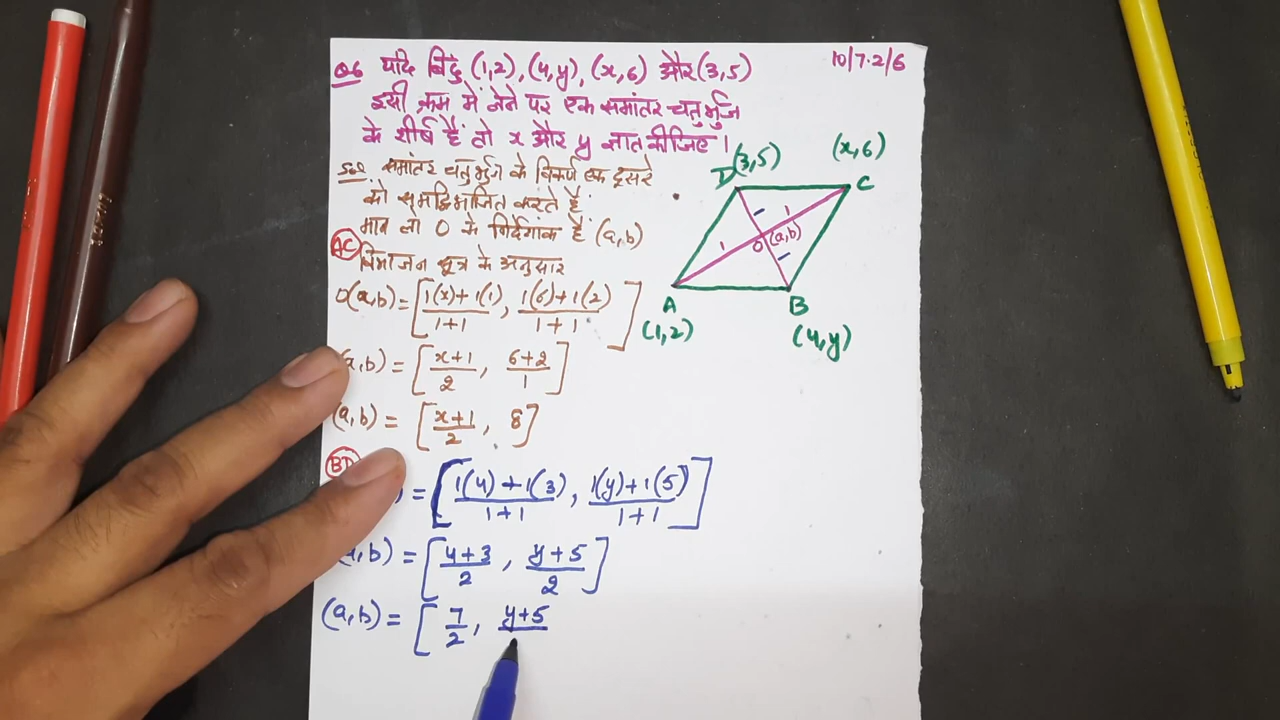 Q6 यदि बिंदु (1,2), (4,y), (x,6) और (3,5)
10/7.2/6
इसी क्रम में लेने पर एक समांतर चतुर्भुज
के शीर्ष हैं तो x और y ज्ञात कीजिए।
Sol समांतर चतुर्भुज के विकर्ण एक दूसरे
को समद्विभाजित करते हैं
मान लो O के निर्देशांक हैं (a,b)
AC
विभाजन सूत्र के अनुसार
O(a,b) = [1(x)+1(1)/1+1, 1(6)+1(2)/1+1]
(a,b) = [x+1/2, 6+2/1]
(a,b) = [x+1/2, 8]
BD
) = [1(4)+1(3)/1+1, 1(y)+1(5)/1+1]
(a,b) = [4+3/2, y+5/2]
(a,b) = [7/2, y+5
D (3,5)
(x,6)
C
O (a,b)
A
B
(1,2)
(4,y)